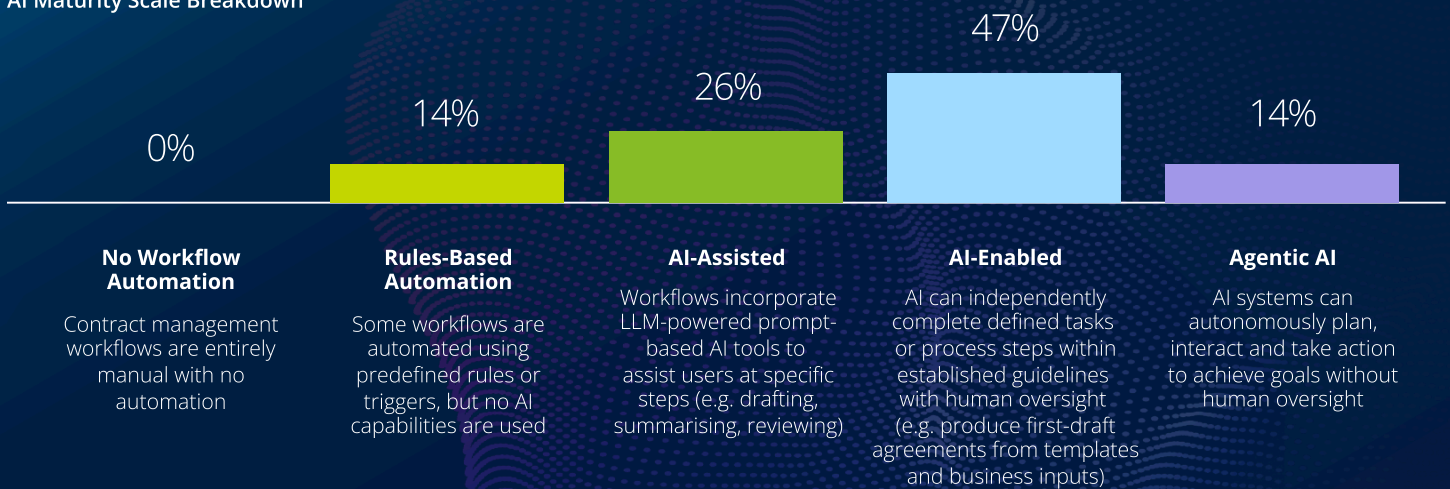 AI Maturity Scale Breakdown
47%
26%
14%
14%
0%
No Workflow
Automation
Contract management
workflows are entirely
manual with no
automation
Rules-Based
Automation
Some workflows are
automated using
predefined rules or
triggers, but no AI
capabilities are used
AI-Assisted
Workflows incorporate
LLM-powered prompt-
based AI tools to
assist users at specific
steps (e.g. drafting,
summarising, reviewing)
AI-Enabled
AI can independently
complete defined tasks
or process steps within
established guidelines
with human oversight
(e.g. produce first-draft
agreements from templates
and business inputs)
Agentic AI
AI systems can
autonomously plan,
interact and take action
to achieve goals without
human oversight